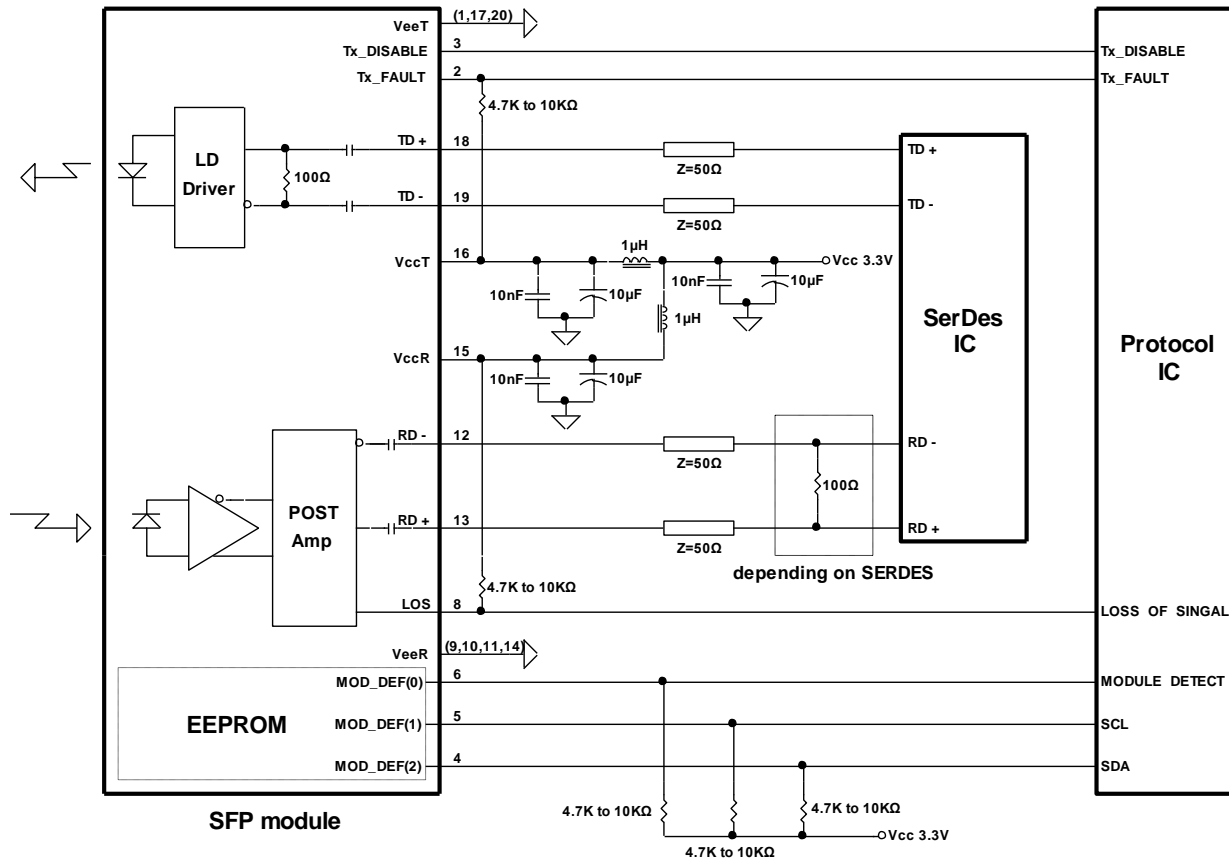 VeeT (1,17,20)
Tx_DISABLE 3 Tx_DISABLE
Tx_FAULT 2 Tx_FAULT
4.7K to 10KΩ
LD
Driver
100Ω
TD + 18 Z=50Ω TD +
TD - 19 Z=50Ω TD -
VccT 16 1µH Vcc 3.3V
10nF 10µF 10nF 10µF
1µH
SerDes
IC
Protocol
IC
VccR 15
10nF 10µF
RD - 12 Z=50Ω RD -
100Ω
POST
Amp
RD + 13 Z=50Ω RD +
depending on SERDES
4.7K to 10KΩ
LOS 8 LOSS OF SINGAL
VeeR (9,10,11,14)
MOD_DEF(0) 6 MODULE DETECT
EEPROM
MOD_DEF(1) 5 SCL
MOD_DEF(2) 4 SDA
SFP module
4.7K to 10KΩ 4.7K to 10KΩ
Vcc 3.3V
4.7K to 10KΩ